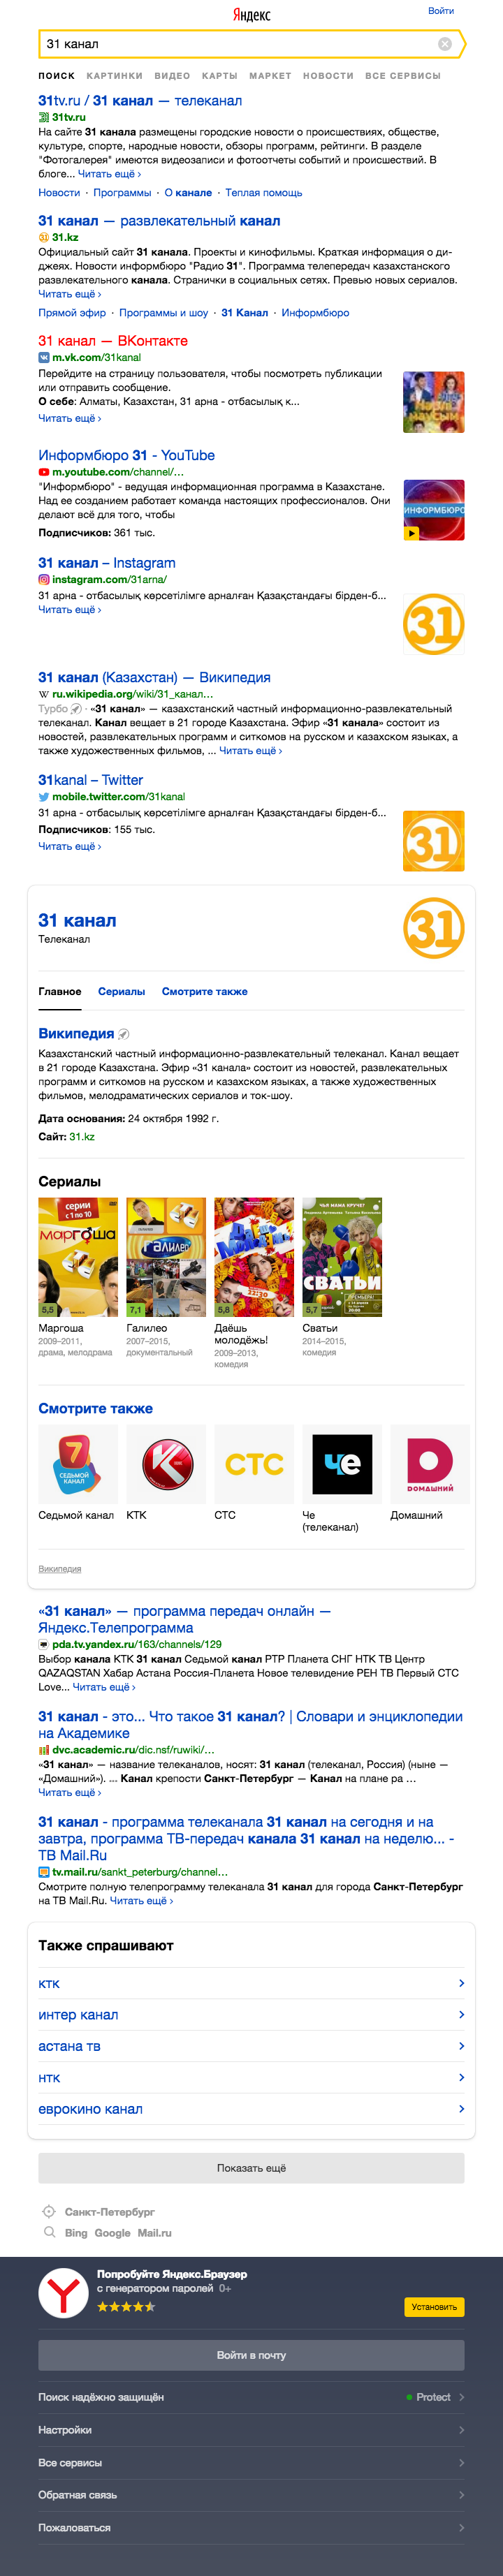 Яндекс
Войти
31 канал
ПОИСК КАРТИНКИ ВИДЕО КАРТЫ МАРКЕТ НОВОСТИ ВСЕ СЕРВИСЫ
31tv.ru / 31 канал — телеканал
31tv.ru
На сайте 31 канала размещены городские новости о происшествиях, обществе,
культуре, спорте, народные новости, обзоры программ, рейтинги. В разделе
"Фотогалерея" имеются видеозаписи и фотоотчеты событий и происшествий. В
блоге... Читать ещё ›
Новости · Программы · О канале · Теплая помощь
31 канал — развлекательный канал
31.kz
Официальный сайт 31 канала. Проекты и кинофильмы. Краткая информация о ди-
джеях. Новости информбюро "Радио 31". Программа телепередач казахстанского
развлекательного канала. Странички в социальных сетях. Превью новых сериалов.
Читать ещё ›
Прямой эфир · Программы и шоу · 31 Канал · Информбюро
31 канал — ВКонтакте
m.vk.com/31kanal
Перейдите на страницу пользователя, чтобы посмотреть публикации
или отправить сообщение.
О себе: Алматы, Казахстан, 31 арна - отбасылық к...
Читать ещё ›
Информбюро 31 - YouTube
m.youtube.com/channel/...
"Информбюро" - ведущая информационная программа в Казахстане.
Над ее созданием работает команда настоящих профессионалов. Они
делают всё для того, чтобы
Подписчиков: 361 тыс.
ИНФОРМБЮРО
31 канал – Instagram
instagram.com/31arna/
31 арна - отбасылық көрсетілімге арналған Қазақстандағы бірден-б...
Читать ещё ›
31
31 канал (Казахстан) — Википедия
ru.wikipedia.org/wiki/31_канал...
Турбо · «31 канал» — казахстанский частный информационно-развлекательный
телеканал. Канал вещает в 21 городе Казахстана. Эфир «31 канала» состоит из
новостей, развлекательных программ и ситкомов на русском и казахском языках, а
также художественных фильмов, ... Читать ещё ›
31kanal – Twitter
mobile.twitter.com/31kanal
31 арна - отбасылық көрсетілімге арналған Қазақстандағы бірден-б...
Подписчиков: 155 тыс.
Читать ещё ›
31
31 канал
Телеканал
31
Главное Сериалы Смотрите также
Википедия
Казахстанский частный информационно-развлекательный телеканал. Канал вещает
в 21 городе Казахстана. Эфир «31 канала» состоит из новостей, развлекательных
программ и ситкомов на русском и казахском языках, а также художественных
фильмов, мелодраматических сериалов и ток-шоу.
Дата основания: 24 октября 1992 г.
Сайт: 31.kz
Сериалы
серии
с 1 по 10
маргоша
Галилео
СВАТЬИ
5,5 7,1 5,8 5,7
Маргоша
2009–2011,
драма, мелодрама
Галилео
2007–2015,
документальный
Даёшь
молодёжь!
2009–2013,
комедия
Сватьи
2014–2015,
комедия
Смотрите также
7
СЕДЬМОЙ
КАНАЛ
СТС
че
ДОМАШНИЙ
Седьмой канал
КТК
СТС
Че
(телеканал)
Домашний
Википедия
«31 канал» — программа передач онлайн —
Яндекс.Телепрограмма
pda.tv.yandex.ru/163/channels/129
Выбор канала КТК 31 канал Седьмой канал РТР Планета СНГ НТК ТВ Центр
QAZAQSTAN Хабар Астана Россия-Планета Новое телевидение РЕН ТВ Первый СТС
Love... Читать ещё ›
31 канал - это... Что такое 31 канал? | Словари и энциклопедии
на Академике
dvc.academic.ru/dic.nsf/ruwiki/...
«31 канал» — название телеканалов, носят: 31 канал (телеканал, Россия) (ныне —
«Домашний»). ... Канал крепости Санкт-Петербург — Канал на плане ра ...
Читать ещё ›
31 канал - программа телеканала 31 канал на сегодня и на
завтра, программа ТВ-передач канала 31 канал на неделю... -
ТВ Mail.Ru
tv.mail.ru/sankt_peterburg/channel...
Смотрите полную телепрограмму телеканала 31 канал для города Санкт-Петербург
на ТВ Mail.Ru. Читать ещё ›
Также спрашивают
ктк
интер канал
астана тв
нтк
еврокино канал
Показать ещё
Санкт-Петербург
Bing Google Mail.ru
Попробуйте Яндекс.Браузер
с генератором паролей 0+
Установить
Войти в почту
Поиск надёжно защищён
Protect
Настройки
Все сервисы
Обратная связь
Пожаловаться